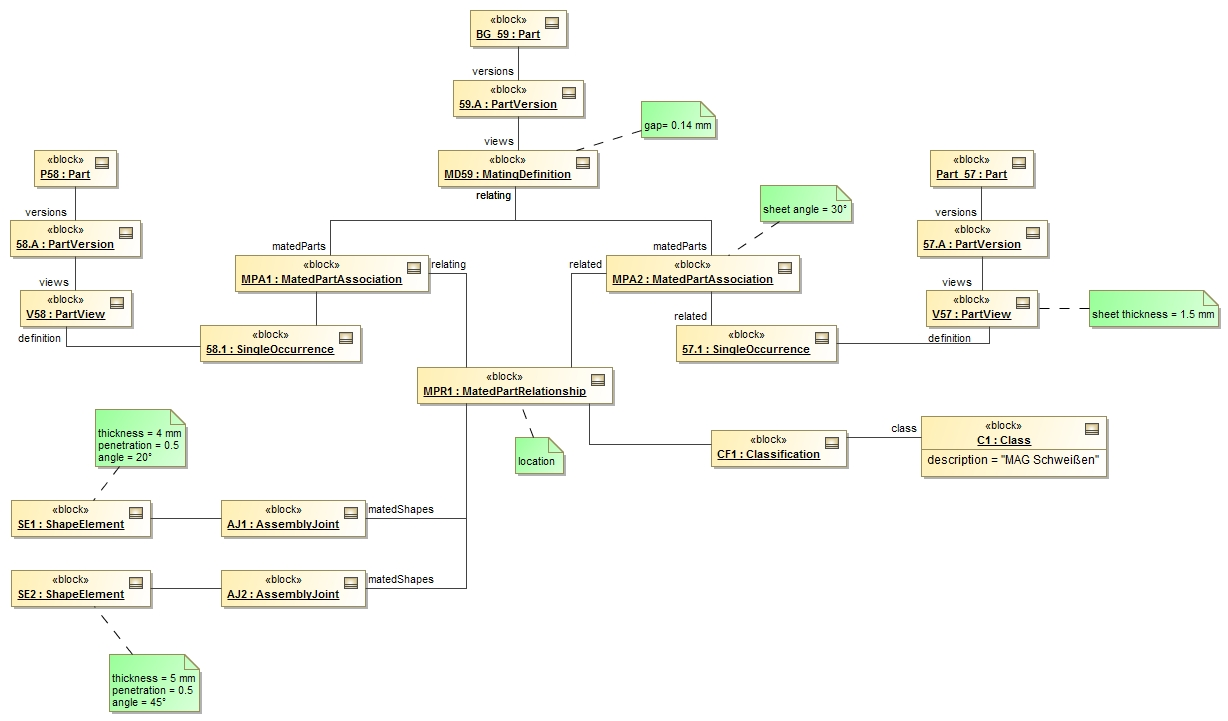 «block»
BG_59 : Part
versions
«block»
59.A : PartVersion
views
gap= 0.14 mm
«block»
MD59 : MatingDefinition
relating
«block»
P58 : Part
versions
«block»
58.A : PartVersion
views
«block»
V58 : PartView
definition
«block»
Part_57 : Part
versions
«block»
57.A : PartVersion
views
«block»
V57 : PartView
definition
sheet thickness = 1.5 mm
sheet angle = 30°
matedParts
matedParts
«block»
MPA1 : MatedPartAssociation
relating
related
«block»
MPA2 : MatedPartAssociation
related
«block»
58.1 : SingleOccurrence
«block»
57.1 : SingleOccurrence
«block»
MPR1 : MatedPartRelationship
location
«block»
CF1 : Classification
class
«block»
C1 : Class
description = "MAG Schweißen"
thickness = 4 mm
penetration = 0.5
angle = 20°
«block»
SE1 : ShapeElement
«block»
AJ1 : AssemblyJoint
matedShapes
«block»
SE2 : ShapeElement
«block»
AJ2 : AssemblyJoint
matedShapes
thickness = 5 mm
penetration = 0.5
angle = 45°